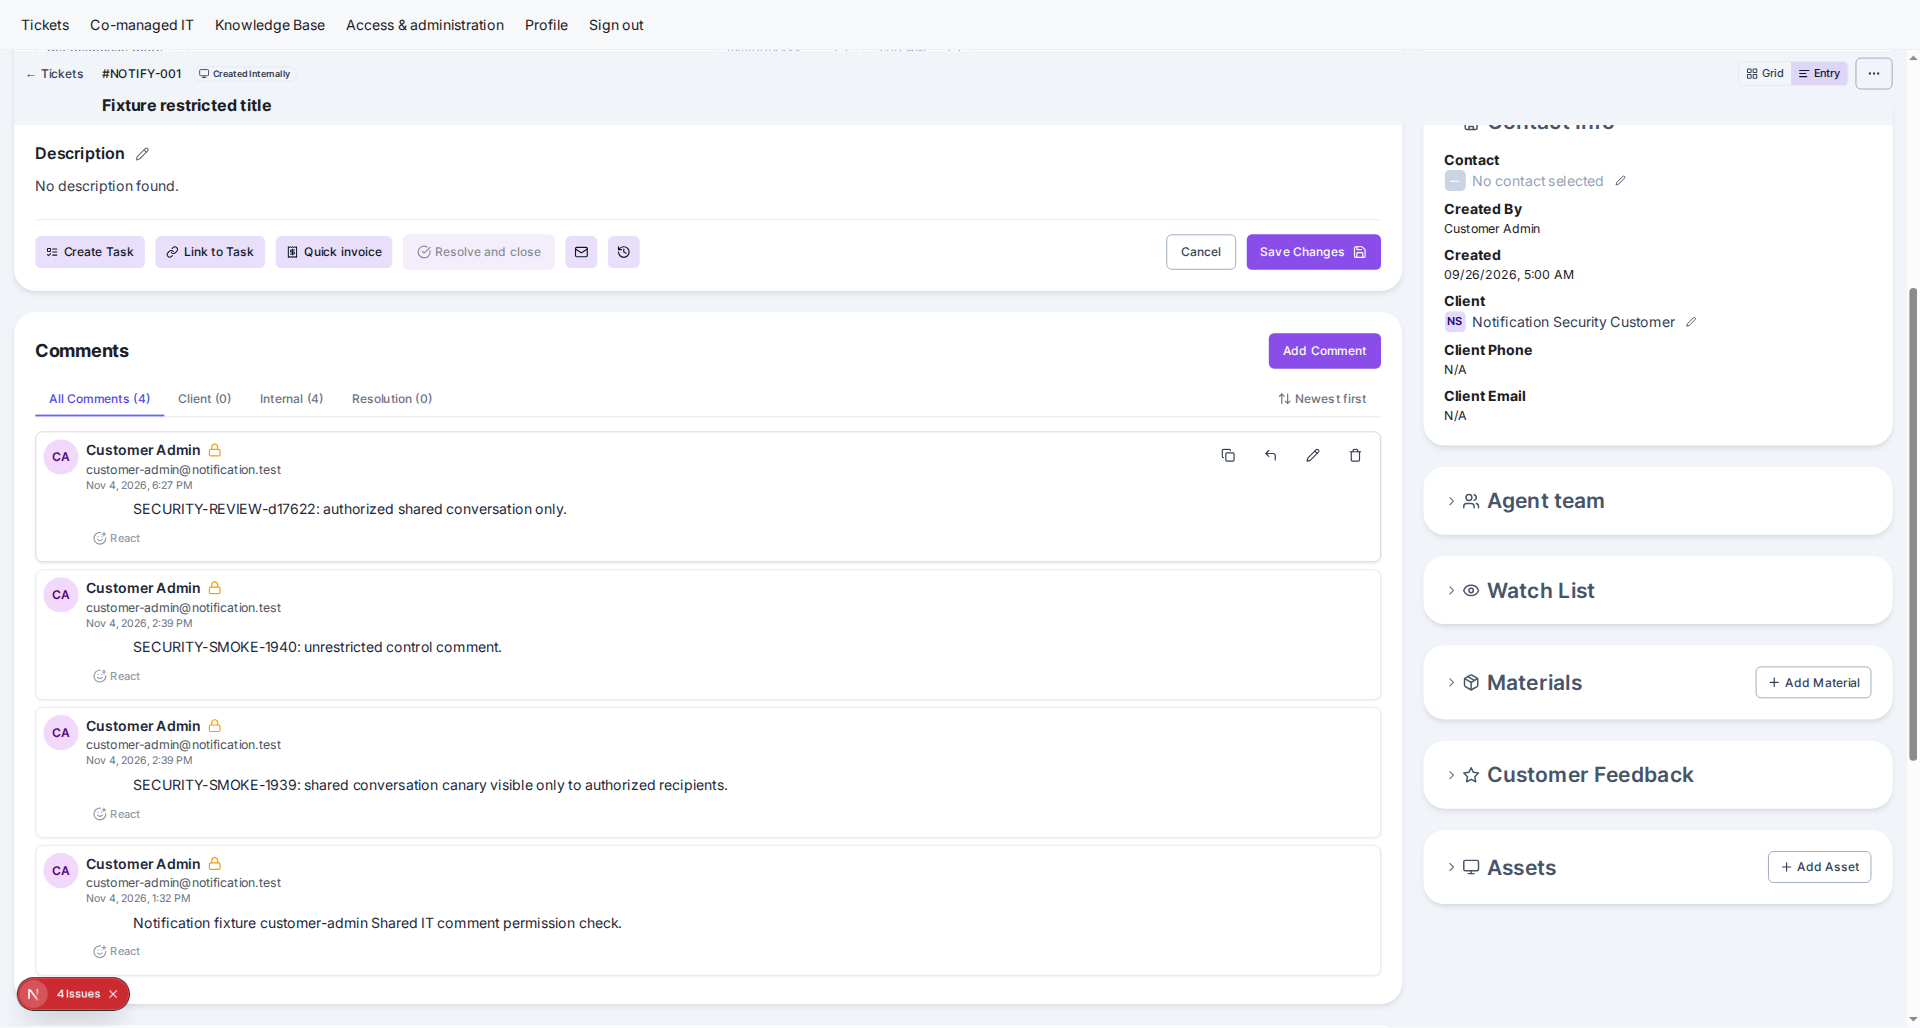 Tickets Co-managed IT Knowledge Base Access & administration Profile Sign out
← Tickets #NOTIFY-001 Created Internally Grid Entry ...
Fixture restricted title
Description
No description found.
Create Task Link to Task Quick invoice Resolve and close Cancel Save Changes
Comments
Add Comment
All Comments (4) Client (0) Internal (4) Resolution (0) Newest first
CA Customer Admin
customer-admin@notification.test
Nov 4, 2026, 6:27 PM
SECURITY-REVIEW-d17622: authorized shared conversation only.
React
CA Customer Admin
customer-admin@notification.test
Nov 4, 2026, 2:39 PM
SECURITY-SMOKE-1940: unrestricted control comment.
React
CA Customer Admin
customer-admin@notification.test
Nov 4, 2026, 2:39 PM
SECURITY-SMOKE-1939: shared conversation canary visible only to authorized recipients.
React
CA Customer Admin
customer-admin@notification.test
Nov 4, 2026, 1:32 PM
Notification fixture customer-admin Shared IT comment permission check.
React
N 4 Issues
Contact Info
Contact
No contact selected
Created By
Customer Admin
Created
09/26/2026, 5:00 AM
Client
NS Notification Security Customer
Client Phone
N/A
Client Email
N/A
Agent team
Watch List
Materials + Add Material
Customer Feedback
Assets + Add Asset